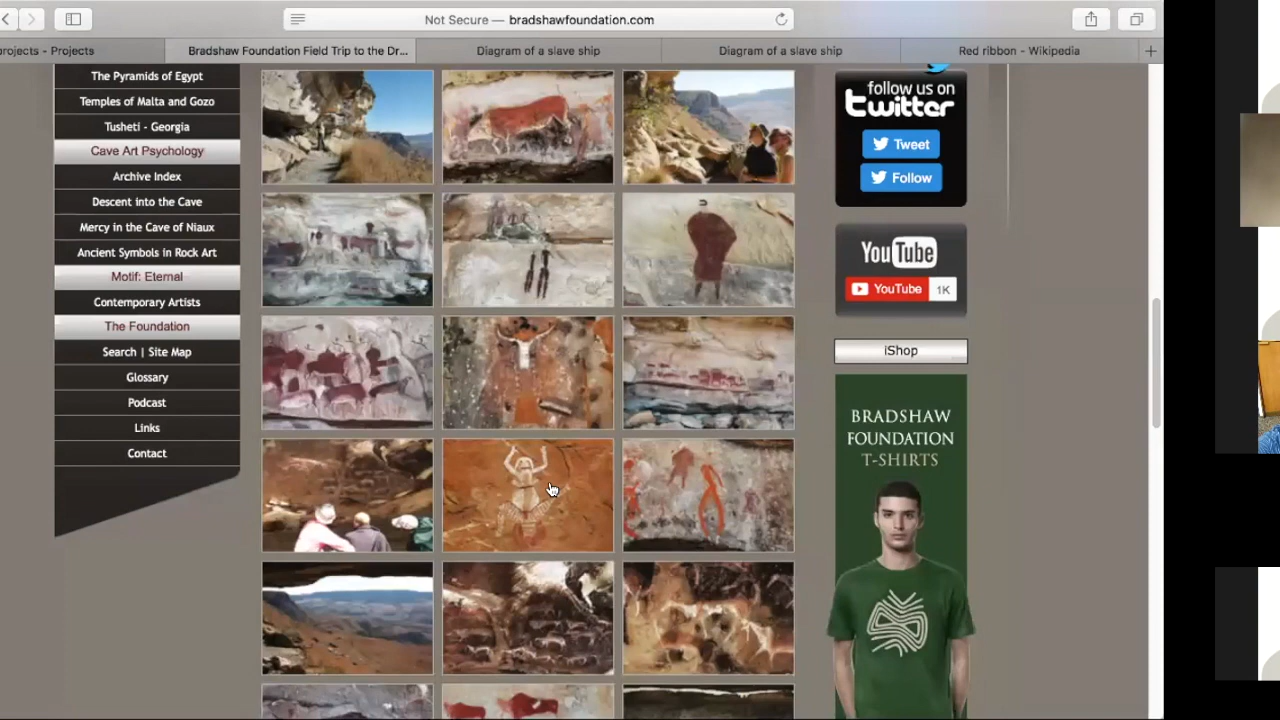 Not Secure — bradshawfoundation.com
projects - Projects
Bradshaw Foundation Field Trip to the Dr...
Diagram of a slave ship
Diagram of a slave ship
Red ribbon - Wikipedia
The Pyramids of Egypt
Temples of Malta and Gozo
Tusheti - Georgia
Cave Art Psychology
Archive Index
Descent into the Cave
Mercy in the Cave of Niaux
Ancient Symbols in Rock Art
Motif: Eternal
Contemporary Artists
The Foundation
Search | Site Map
Glossary
Podcast
Links
Contact
follow us on
twitter
Tweet
Follow
YouTube
YouTube 1K
iShop
BRADSHAW
FOUNDATION
T-SHIRTS